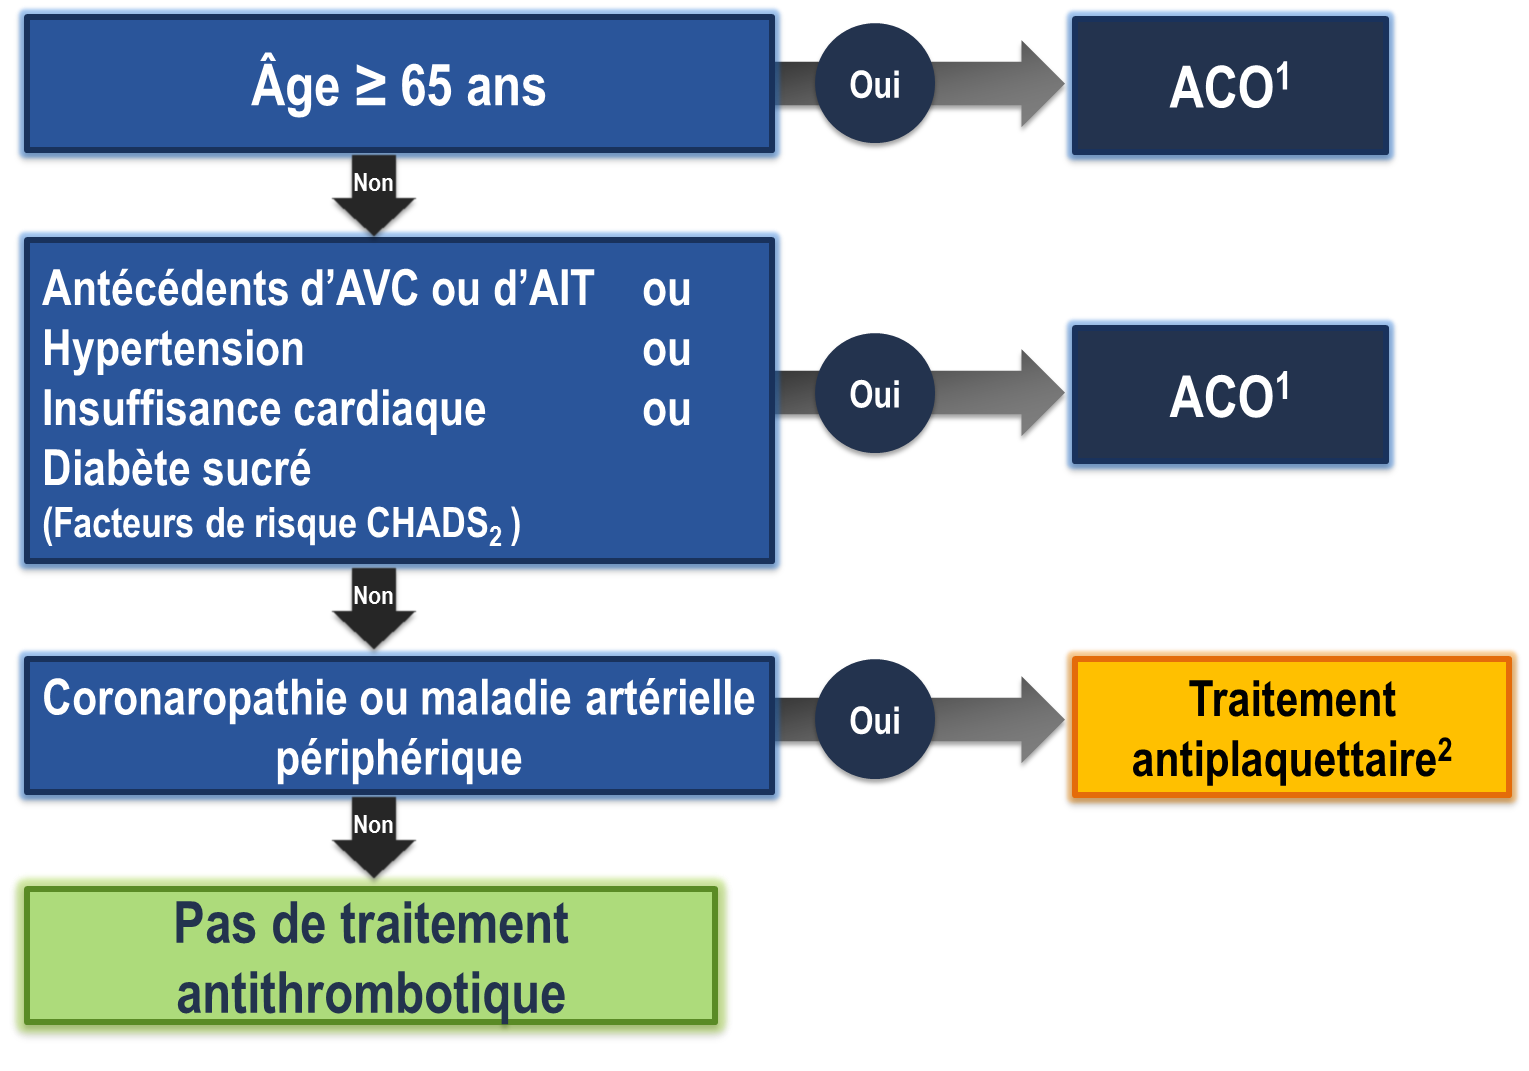 Âge ≥ 65 ans
Oui
ACO¹
Non
Antécédents d’AVC ou d’AIT ou
Hypertension ou
Insuffisance cardiaque ou
Diabète sucré
(Facteurs de risque CHADS₂ )
Oui
ACO¹
Non
Coronaropathie ou maladie artérielle
périphérique
Oui
Traitement
antiplaquettaire²
Non
Pas de traitement
antithrombotique